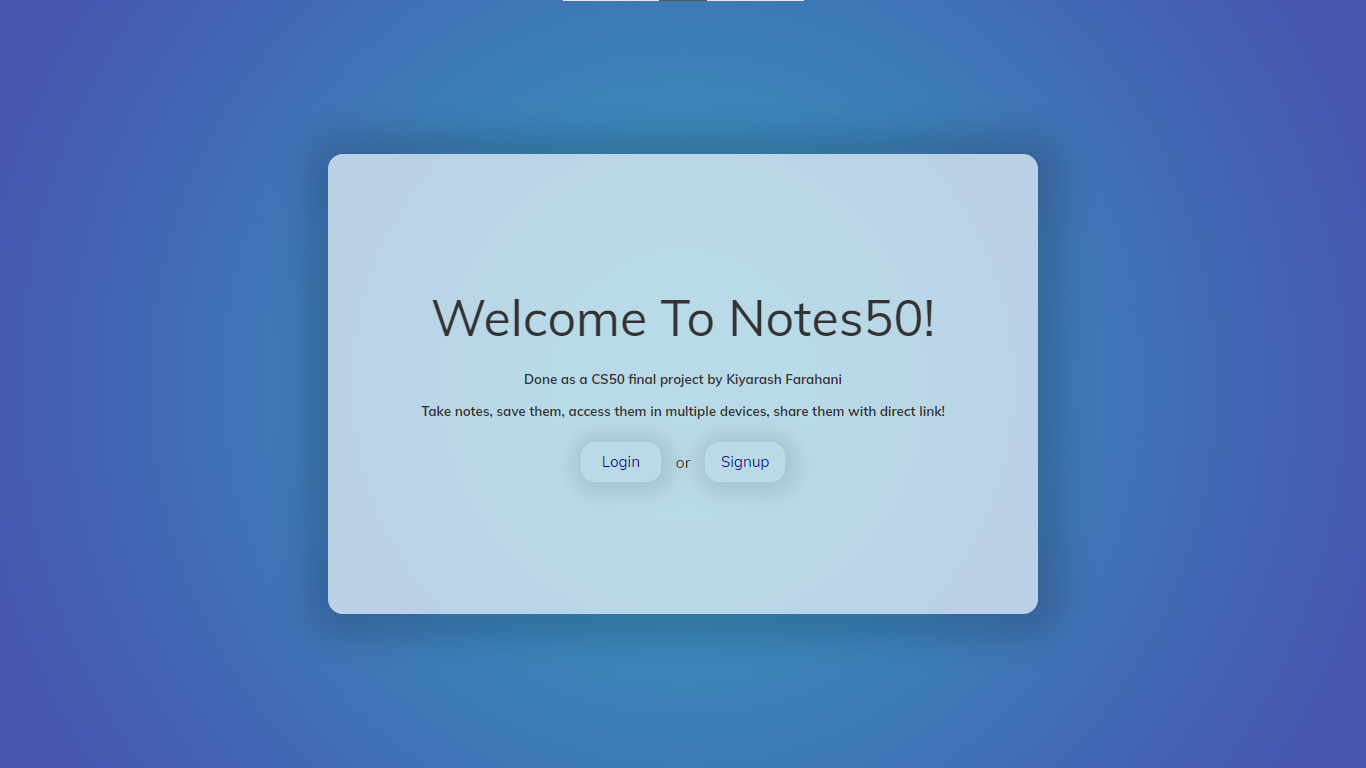 Welcome To Notes50!
Done as a CS50 final project by Kiyarash Farahani
Take notes, save them, access them in multiple devices, share them with direct link!
Login or Signup